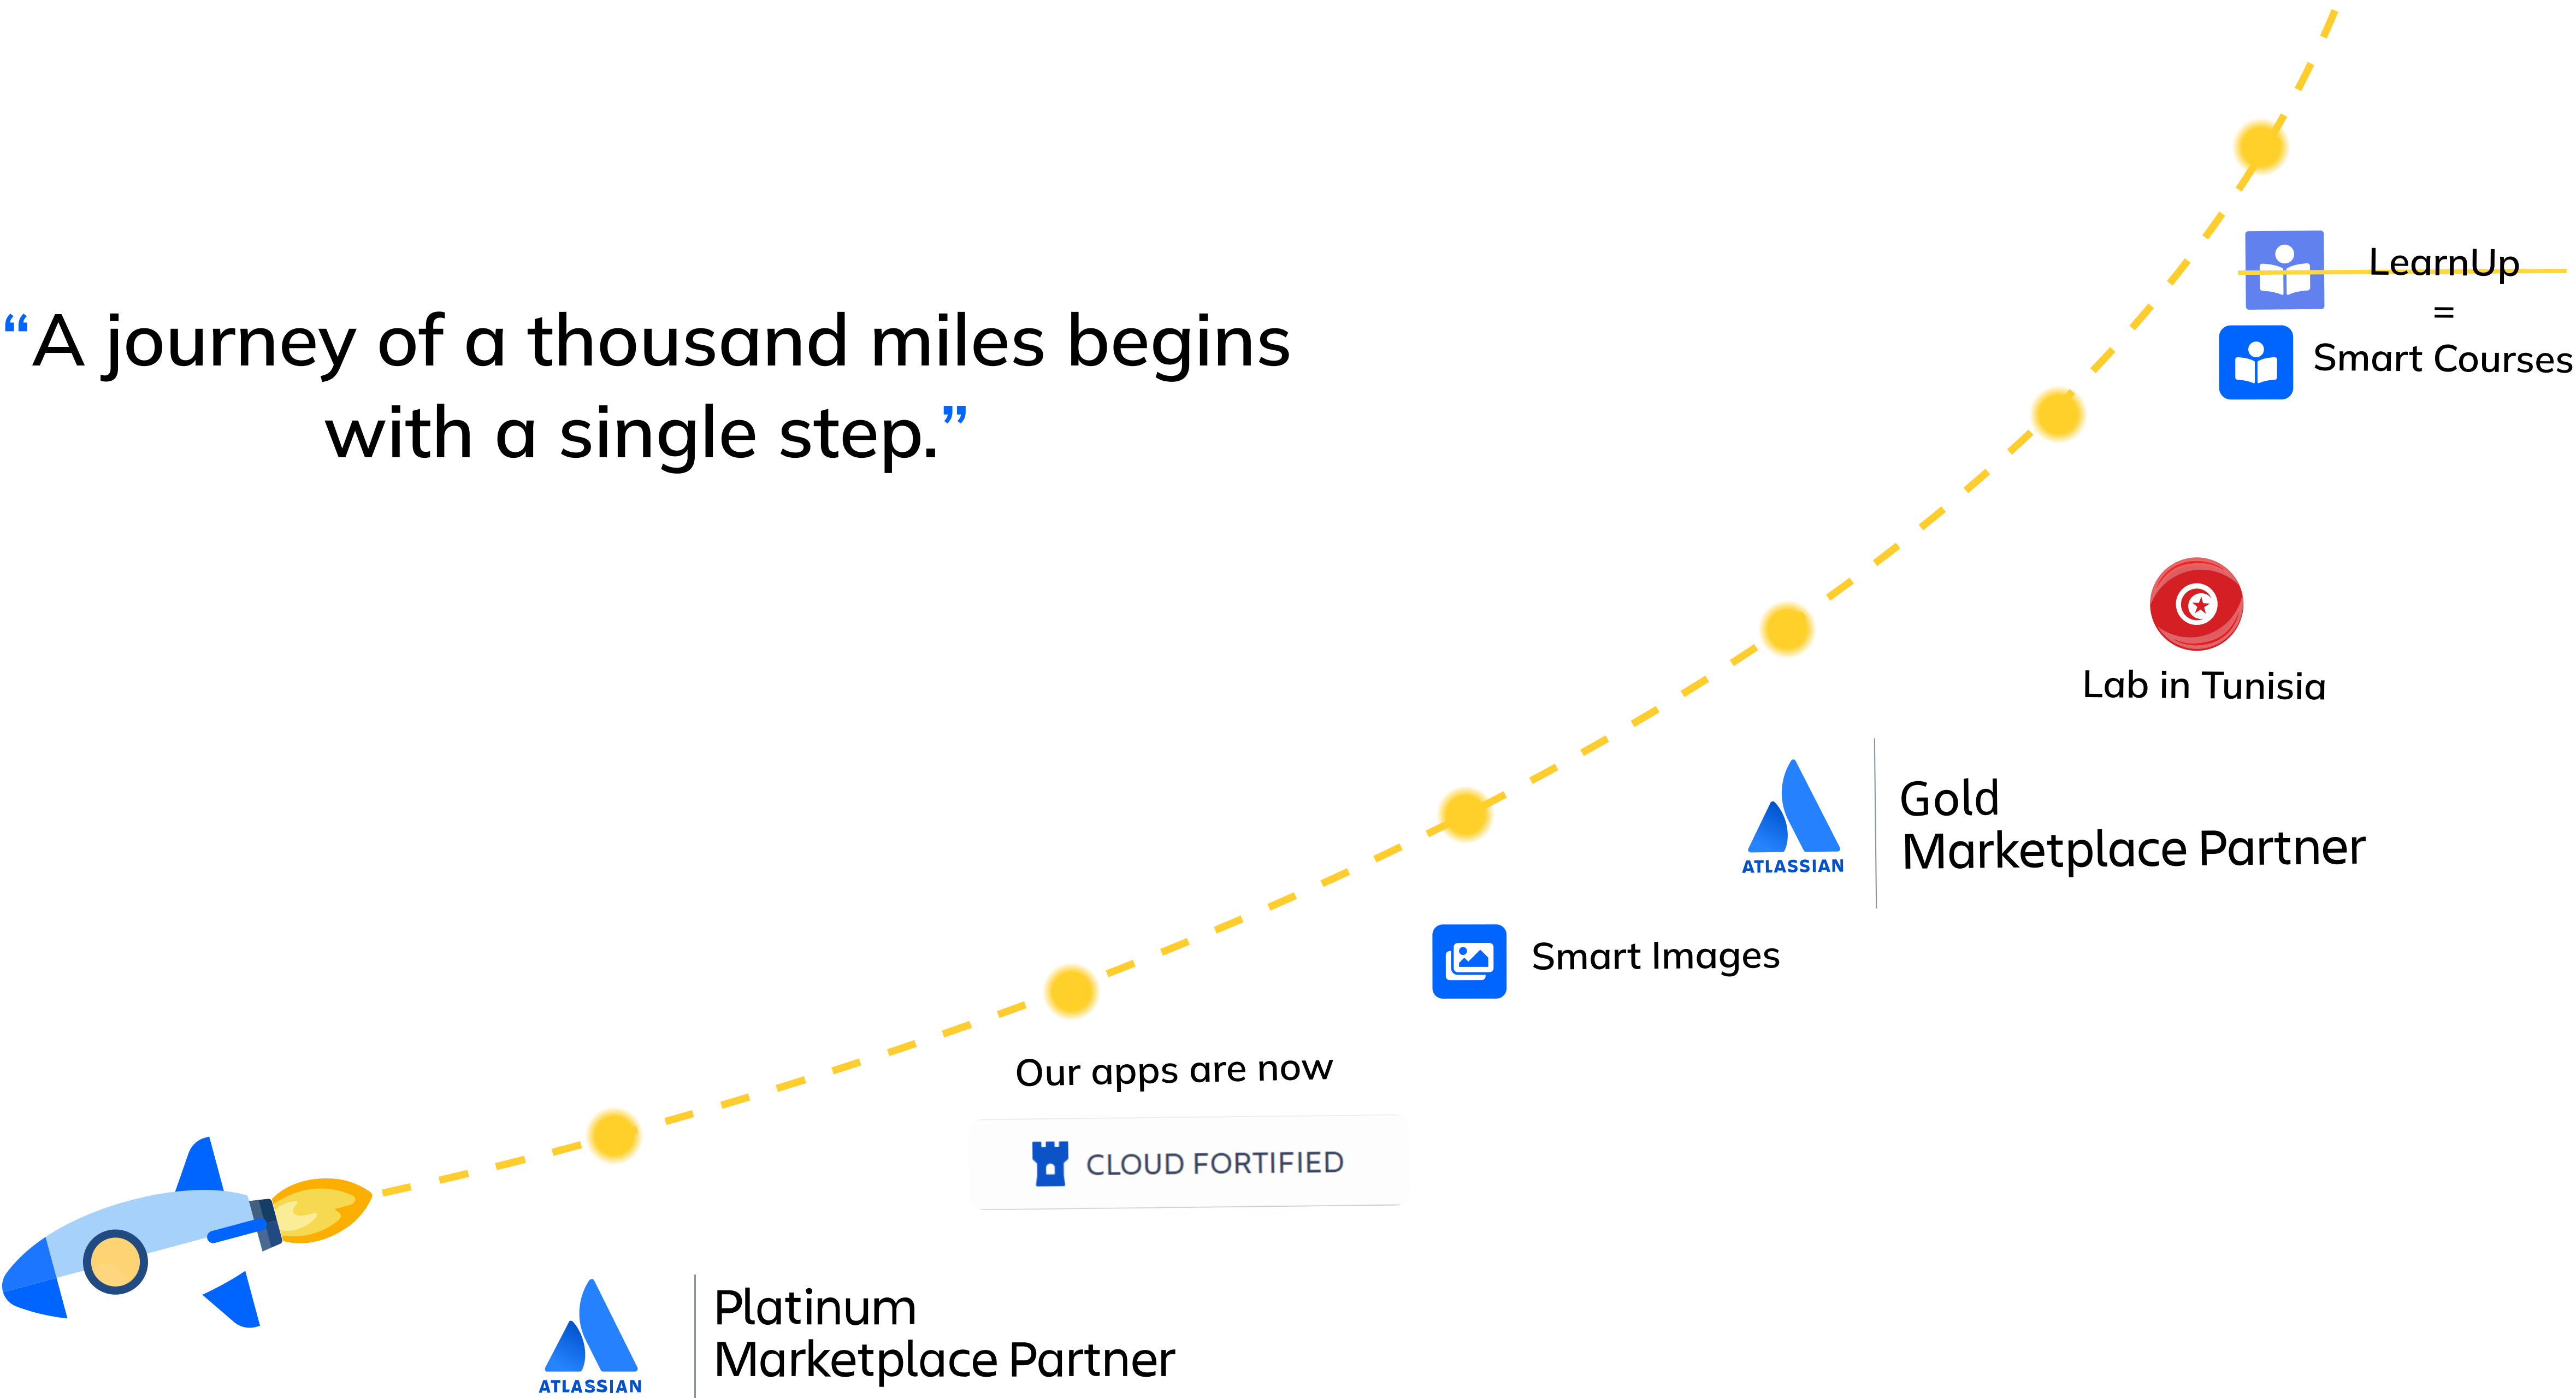 “A journey of a thousand miles begins
with a single step.”
LearnUp
=
Smart Courses
Lab in Tunisia
ATLASSIAN
Gold
Marketplace Partner
Smart Images
Our apps are now
CLOUD FORTIFIED
ATLASSIAN
Platinum
Marketplace Partner